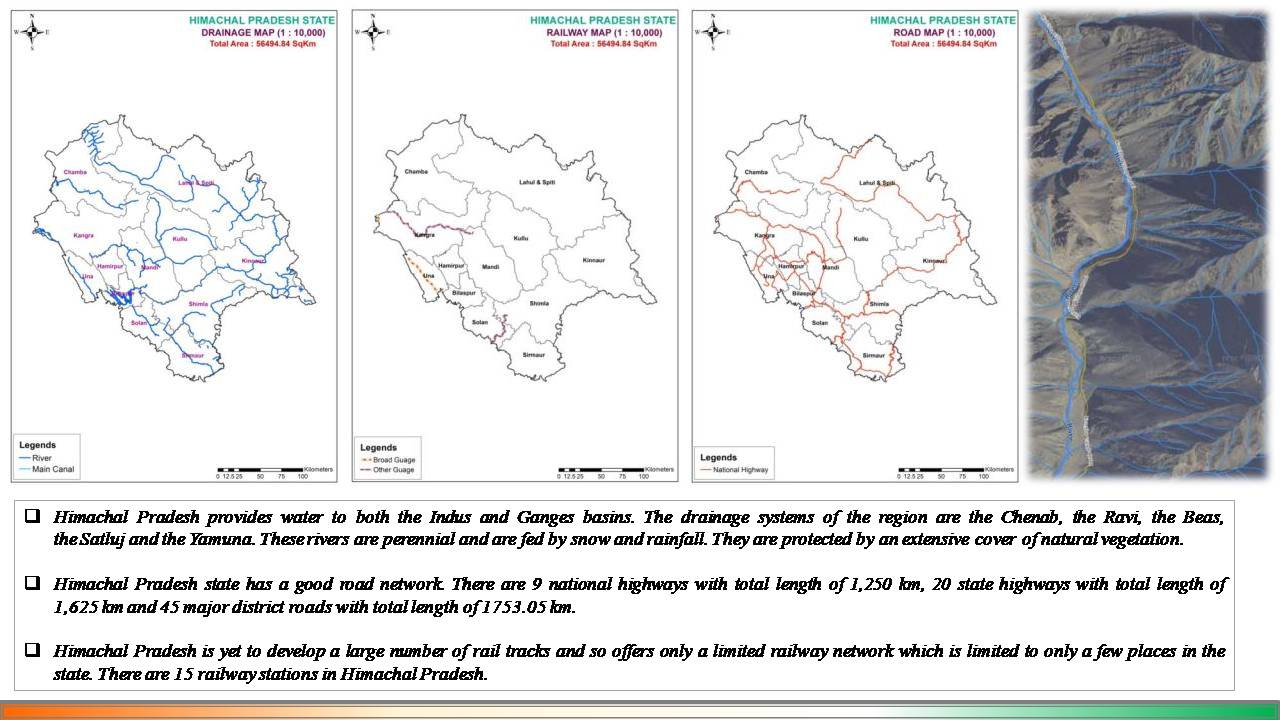 HIMACHAL PRADESH STATE
DRAINAGE MAP (1 : 10,000)
Total Area : 56494.84 SqKm
N
W E
S
Chamba
Lahul & Spiti
Kangra
Kullu
Hamirpur
Mandi
Una
Kinnaur
Shimla
Solan
Sirmaur
Legends
River
Main Canal
Kilometers
0 12.5 25 50 75 100
HIMACHAL PRADESH STATE
RAILWAY MAP (1 : 10,000)
Total Area : 56494.84 SqKm
N
W E
S
Chamba
Lahul & Spiti
Kangra
Kullu
Hamirpur
Mandi
Una
Kinnaur
Bilaspur
Shimla
Solan
Sirmaur
Legends
Broad Guage
Other Guage
Kilometers
0 12.5 25 50 75 100
HIMACHAL PRADESH STATE
ROAD MAP (1 : 10,000)
Total Area : 56494.84 SqKm
N
W E
S
Chamba
Lahul & Spiti
Kangra
Kullu
Hamirpur
Mandi
Una
Kinnaur
Bilaspur
Shimla
Solan
Sirmaur
Legends
National Highway
Kilometers
0 12.5 25 50 75 100
Himachal Pradesh provides water to both the Indus and Ganges basins. The drainage systems of the region are the Chenab, the Ravi, the Beas,
the Satluj and the Yamuna. These rivers are perennial and are fed by snow and rainfall. They are protected by an extensive cover of natural vegetation.
Himachal Pradesh state has a good road network. There are 9 national highways with total length of 1,250 km, 20 state highways with total length of
1,625 km and 45 major district roads with total length of 1753.05 km.
Himachal Pradesh is yet to develop a large number of rail tracks and so offers only a limited railway network which is limited to only a few places in the
state. There are 15 railway stations in Himachal Pradesh.